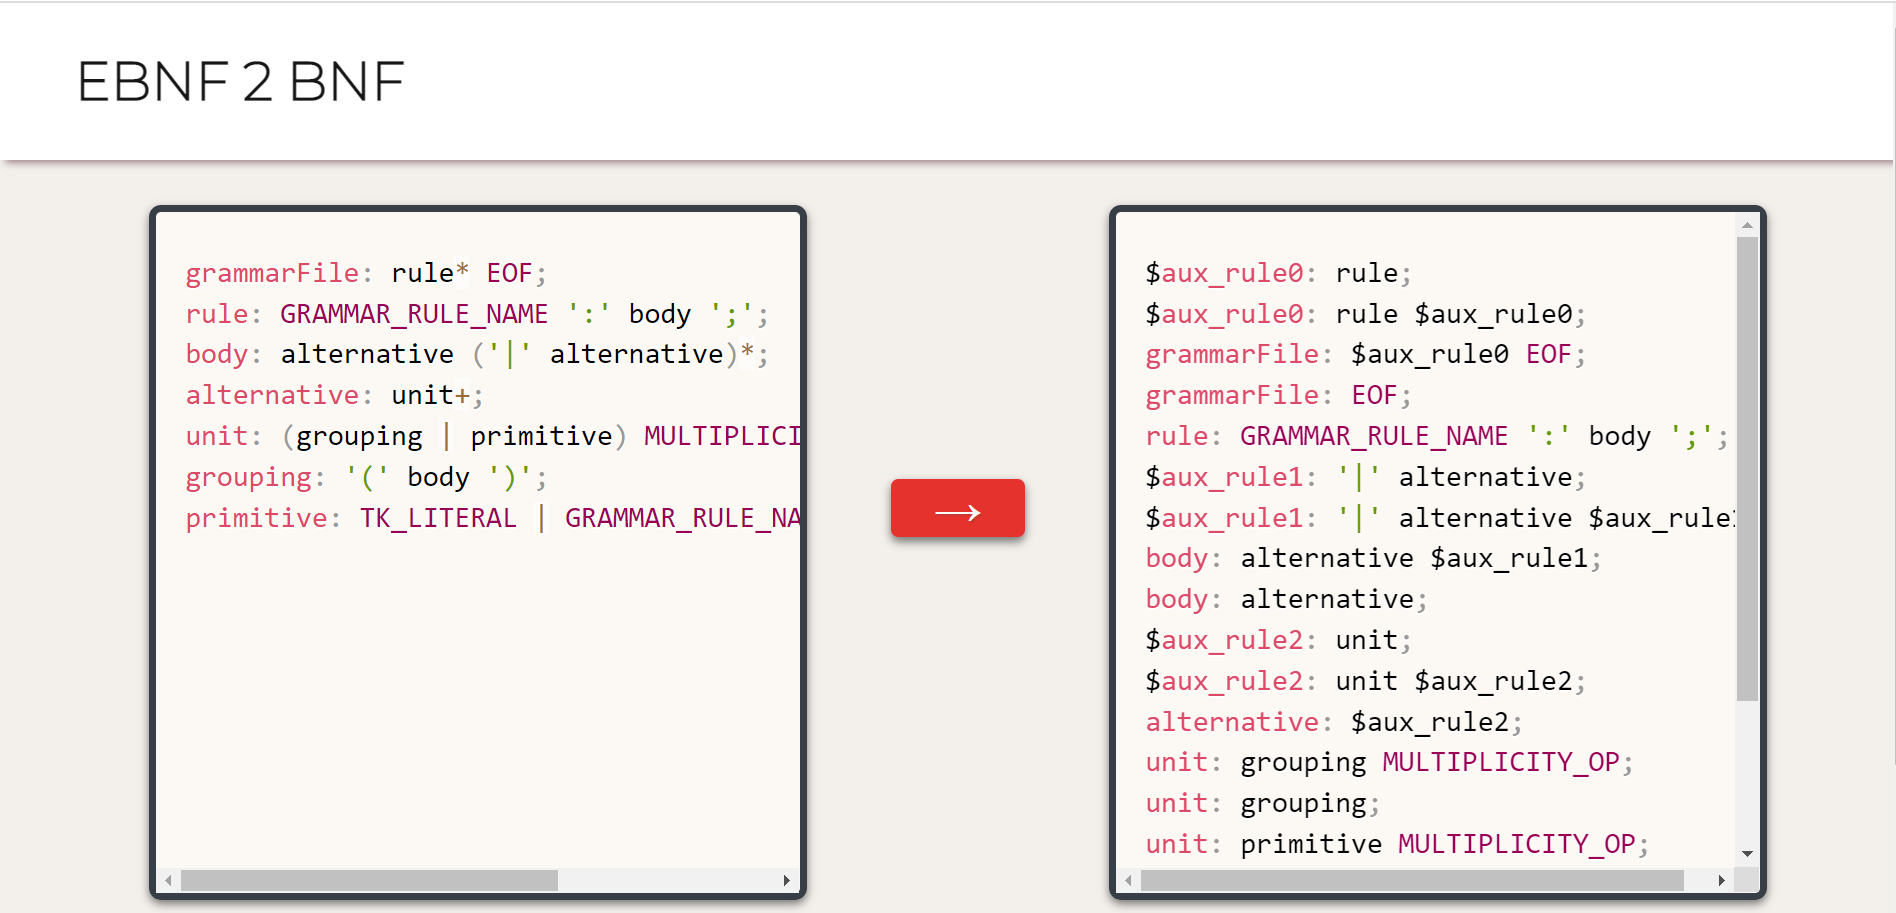 EBNF 2 BNF
grammarFile: rule* EOF;
rule: GRAMMAR_RULE_NAME ':' body ';';
body: alternative ('|' alternative)*;
alternative: unit+;
unit: (grouping | primitive) MULTIPLICI
grouping: '(' body ')';
primitive: TK_LITERAL | GRAMMAR_RULE_NA
→
$aux_rule0: rule;
$aux_rule0: rule $aux_rule0;
grammarFile: $aux_rule0 EOF;
grammarFile: EOF;
rule: GRAMMAR_RULE_NAME ':' body ';';
$aux_rule1: '|' alternative;
$aux_rule1: '|' alternative $aux_rule1
body: alternative $aux_rule1;
body: alternative;
$aux_rule2: unit;
$aux_rule2: unit $aux_rule2;
alternative: $aux_rule2;
unit: grouping MULTIPLICITY_OP;
unit: grouping;
unit: primitive MULTIPLICITY_OP;